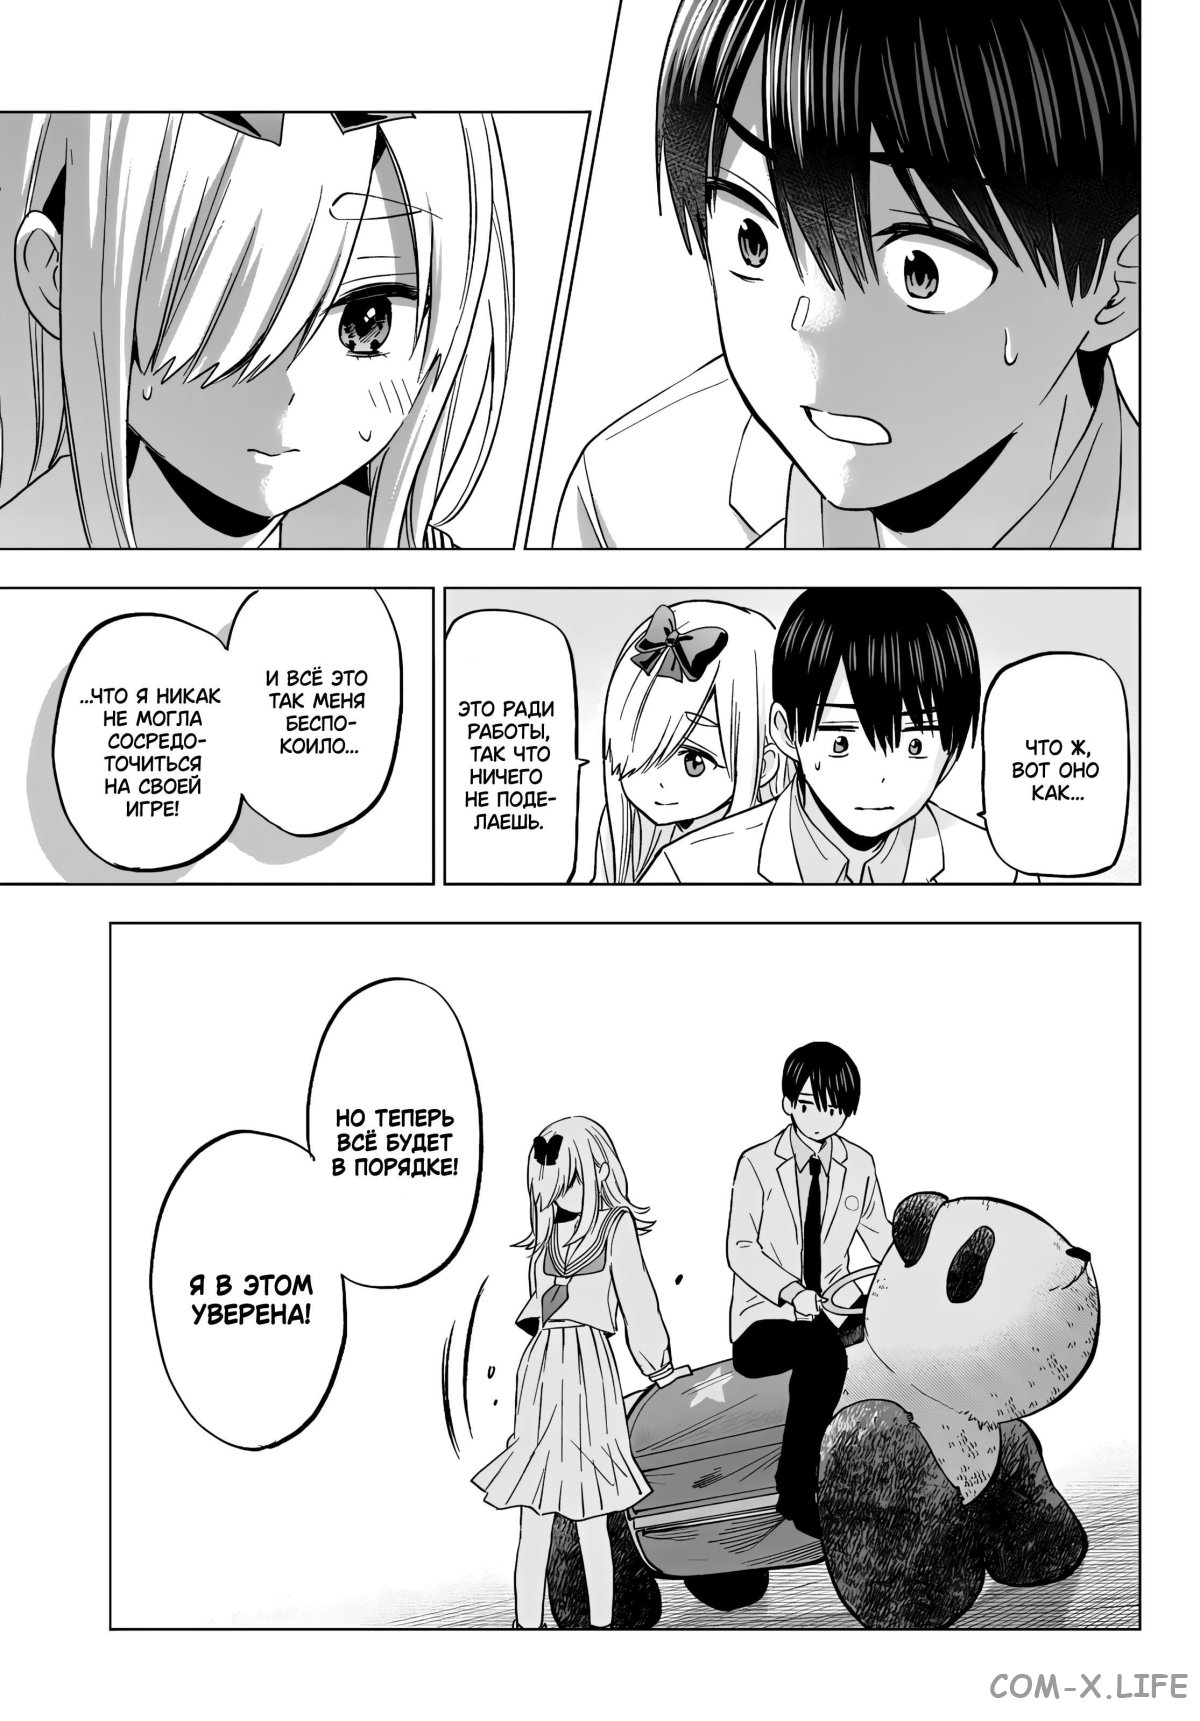 ЧТО Ж,
ВОТ ОНО
КАК...
ЭТО РАДИ
РАБОТЫ,
ТАК ЧТО
НИЧЕГО
НЕ ПОДЕ-
ЛАЕШЬ.
И ВСЁ ЭТО
ТАК МЕНЯ
БЕСПО-
КОИЛО...
...ЧТО Я НИКАК
НЕ МОГЛА
СОСРЕДО-
ТОЧИТЬСЯ
НА СВОЕЙ
ИГРЕ!
НО ТЕПЕРЬ
ВСЁ БУДЕТ
В ПОРЯДКЕ!
Я В ЭТОМ
УВЕРЕНА!
COM-X.LIFE